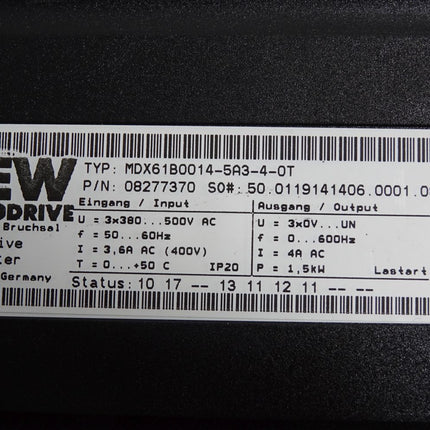 EW
ODRIVE
Bruchsal
ive
ker
Germany
TYP: MDX61B0014-5A3-4-0T
P/N: 08277370 SO#: 50.0119141406.0001.0
Eingang / Input
U = 3x380...500V AC
f = 50...60Hz
I = 3,6A AC (400V)
T = 0...+50 C IP20
Ausgang / Output
U = 3x0V...UN
f = 0...600Hz
I = 4A AC
P = 1,5kW Lastart
Status: 10 17 -- 13 11 12 11 -- --